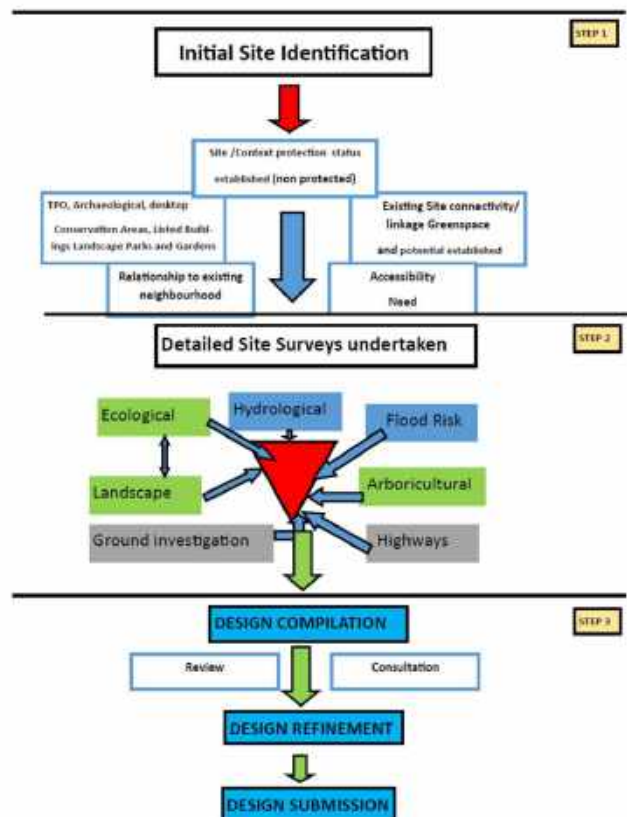 STEP 1
Initial Site Identification
Site /Context protection status
established (non protected)
TPO, Archaeological, desktop
Conservation Areas, Listed Build-
ings Landscape Parks and Gardens
Existing Site connectivity/
linkage Greenspace
and potential established
Relationship to existing
neighbourhood
Accessibility
Need
STEP 2
Detailed Site Surveys undertaken
Ecological
Hydrological
Flood Risk
Landscape
Arboricultural
Ground investigation
Highways
STEP 3
DESIGN COMPILATION
Review
Consultation
DESIGN REFINEMENT
DESIGN SUBMISSION